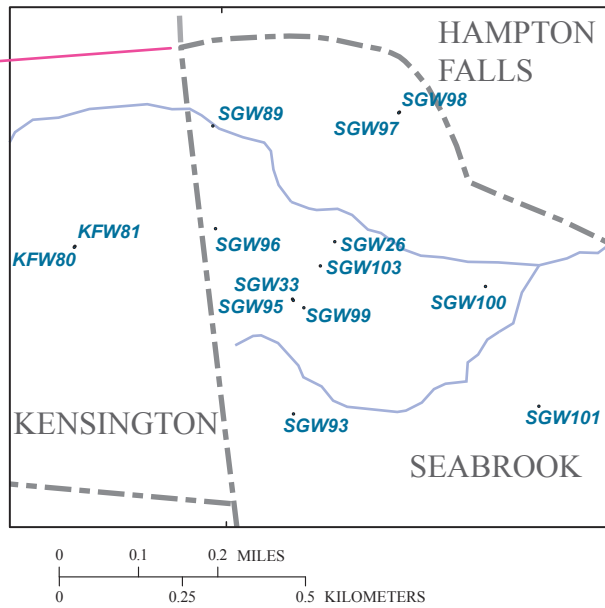 HAMPTON
FALLS
SGW98
SGW89
SGW97
KFW81
SGW96
SGW26
KFW80
SGW103
SGW33
SGW95
SGW99
SGW100
KENSINGTON
SGW93
SGW101
SEABROOK
0 0.1 0.2 MILES
0 0.25 0.5 KILOMETERS